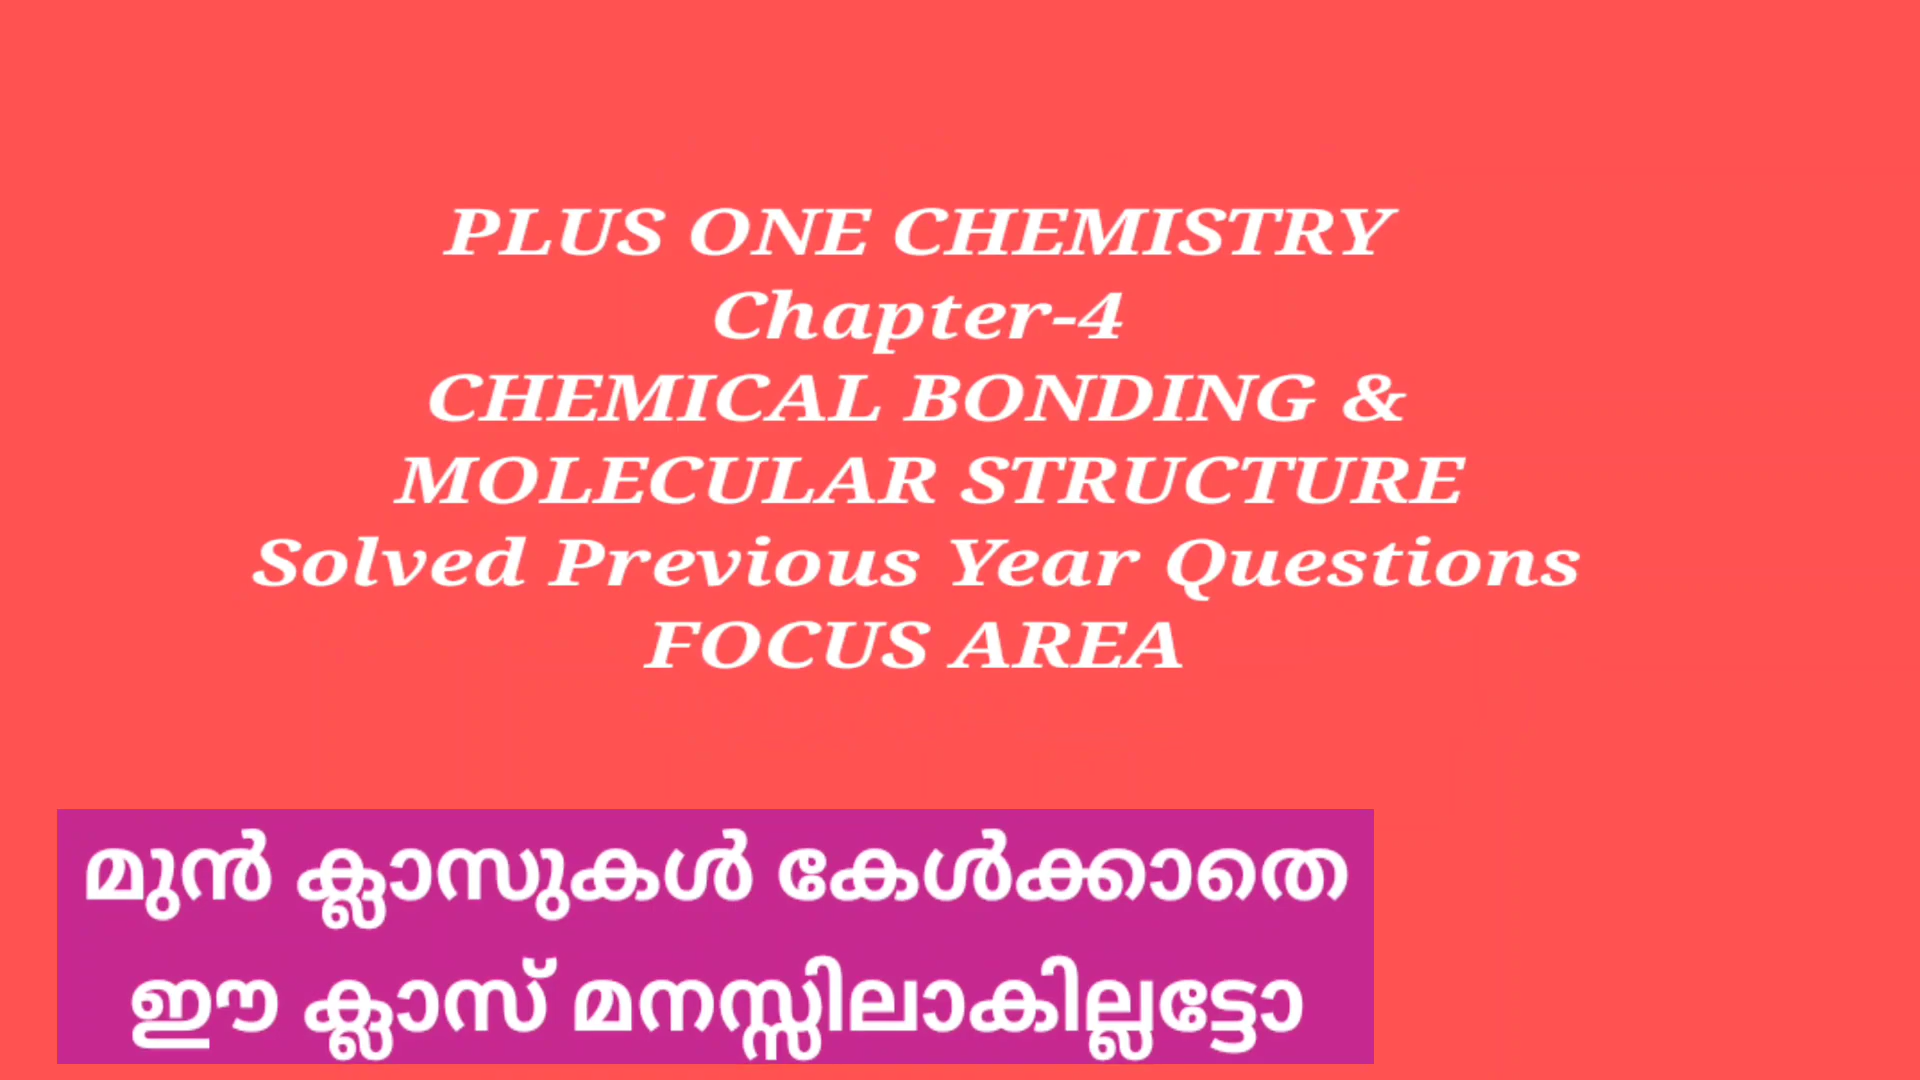 PLUS ONE CHEMISTRY
Chapter-4
CHEMICAL BONDING &
MOLECULAR STRUCTURE
Solved Previous Year Questions
FOCUS AREA
മുൻ ക്ലാസുകൾ കേൾക്കാതെ
ഈ ക്ലാസ് മനസ്സിലാകില്ലട്ടോ